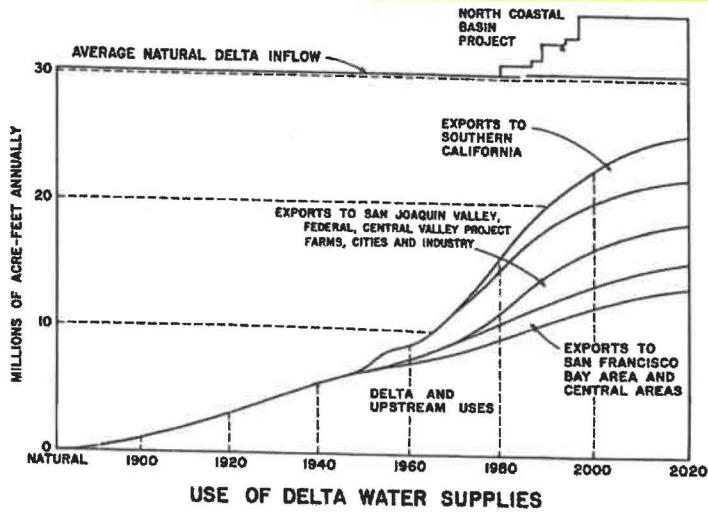 NORTH COASTAL
BASIN
PROJECT
AVERAGE NATURAL DELTA INFLOW
30
EXPORTS TO
SOUTHERN
CALIFORNIA
20
EXPORTS TO SAN JOAQUIN VALLEY,
FEDERAL, CENTRAL VALLEY PROJECT
FARMS, CITIES AND INDUSTRY
MILLIONS OF ACRE-FEET ANNUALLY
10
EXPORTS TO
SAN FRANCISCO
BAY AREA AND
CENTRAL AREAS
DELTA AND
UPSTREAM USES
0
NATURAL 1900 1920 1940 1960 1980 2000 2020
USE OF DELTA WATER SUPPLIES